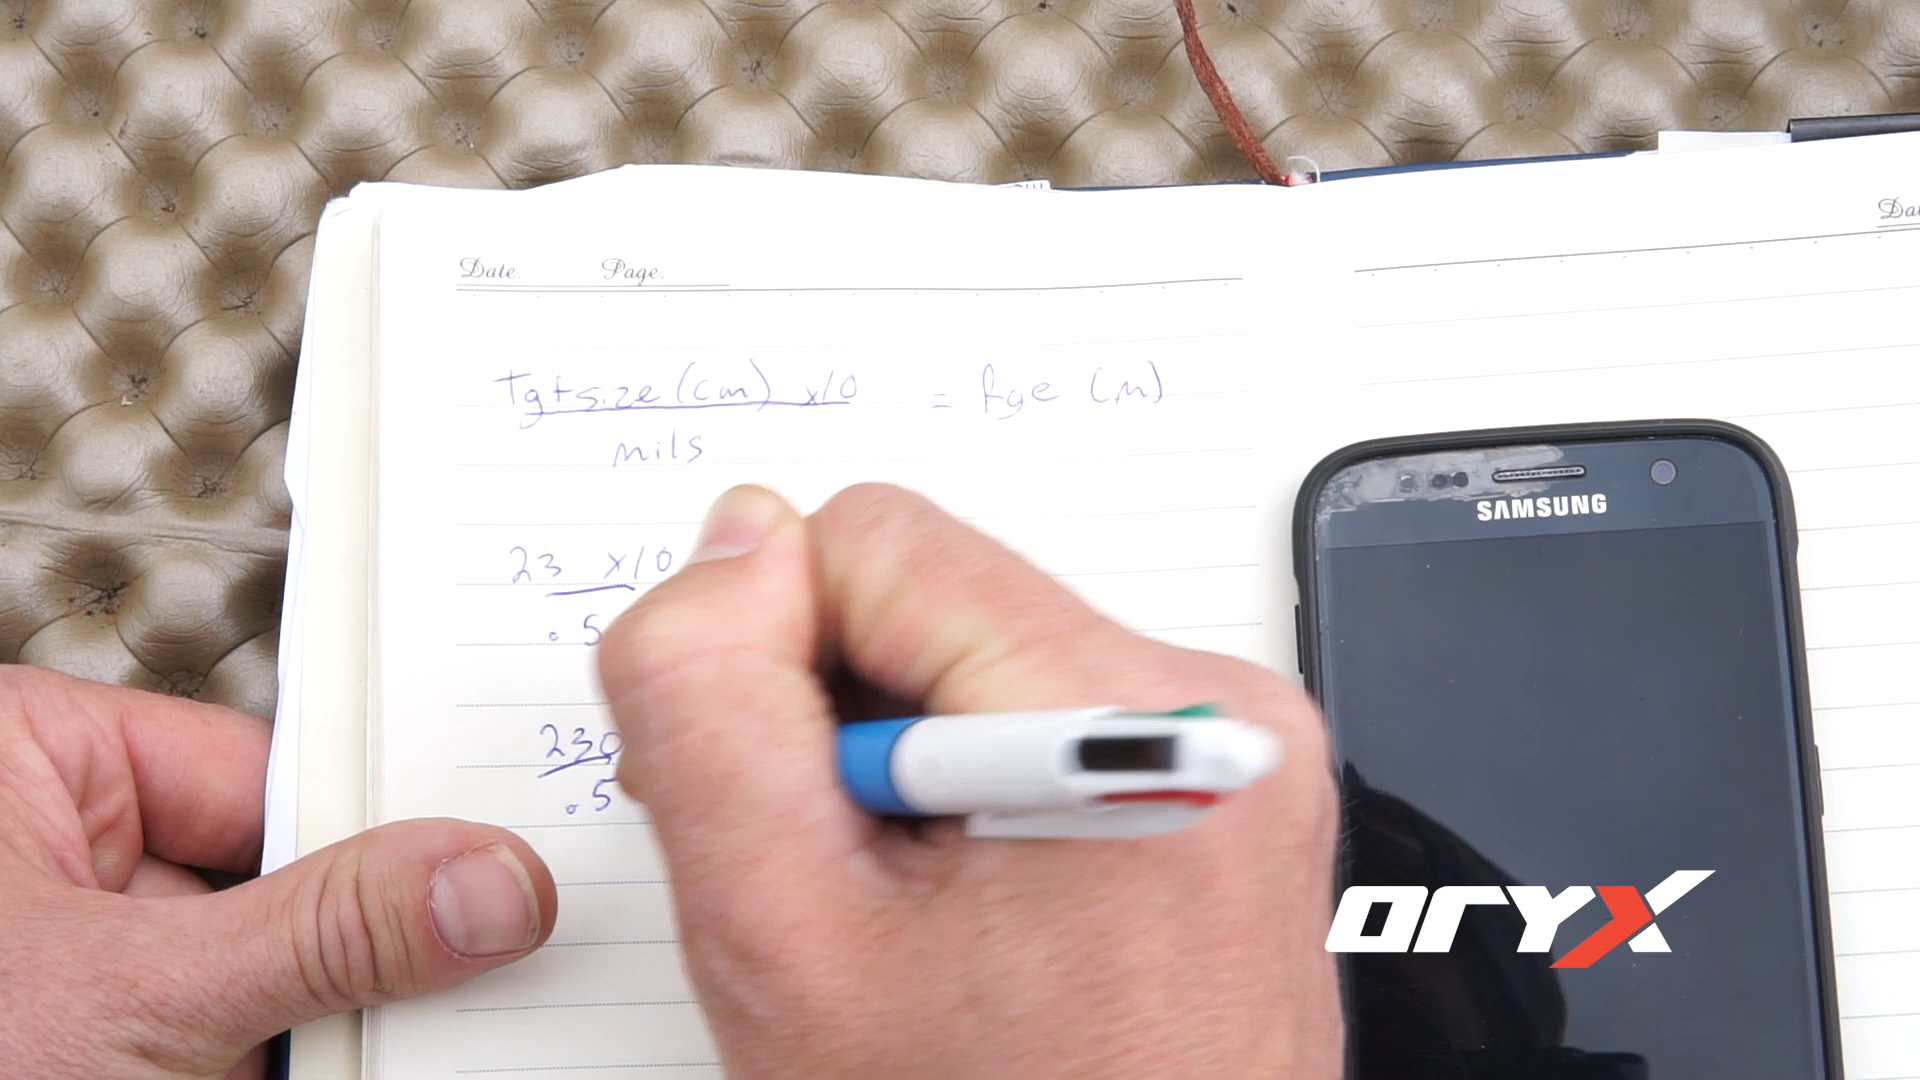 Date. Page.
Tgt size (cm) x10 = Rge (m)
mils
23 x10
.5
230
.5
SAMSUNG
oryx